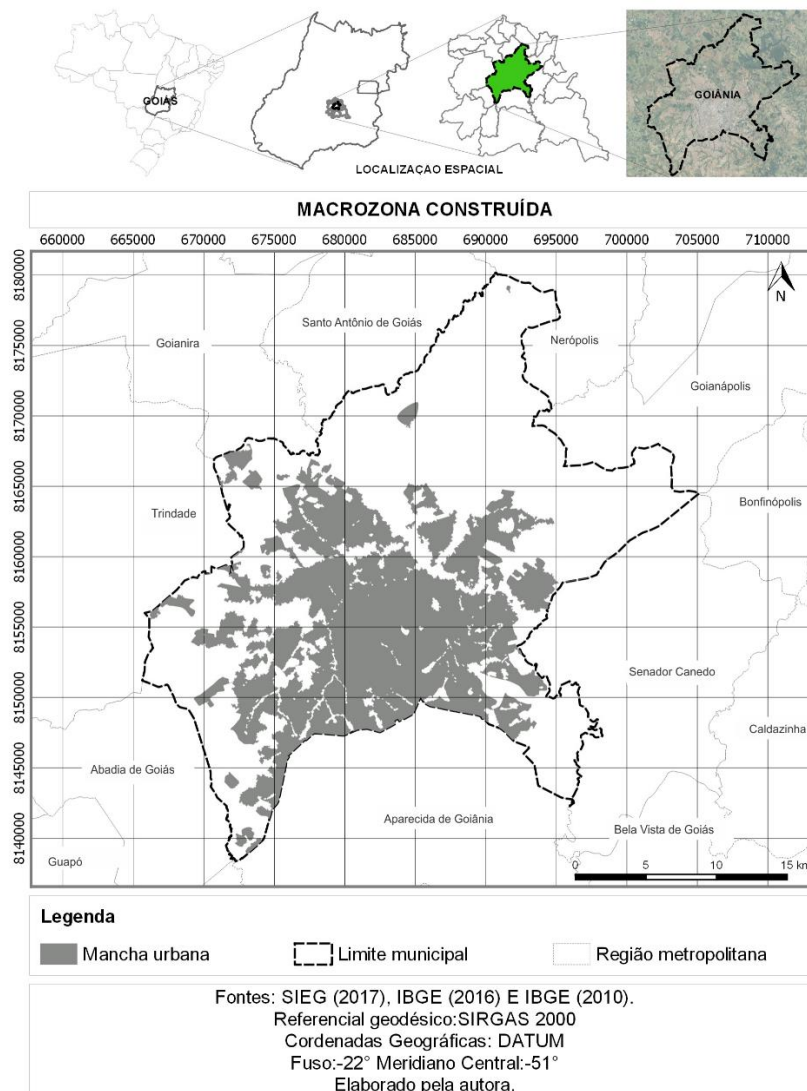 GOIÁS
GOIÂNIA
LOCALIZAÇAO ESPACIAL
MACROZONA CONSTRUÍDA
660000 665000 670000 675000 680000 685000 690000 695000 700000 705000 710000
8180000
N
Santo Antônio de Goiás
Goianira
Nerópolis
8175000
Goianápolis
8170000
8165000
Trindade
Bonfinópolis
8160000
8155000
Senador Canedo
8150000
Caldazinha
Abadia de Goiás
8145000
Aparecida de Goiânia
Bela Vista de Goiás
8140000
Guapó
0 5 10 15 km
Legenda
Mancha urbana Limite municipal Região metropolitana
Fontes: SIEG (2017), IBGE (2016) E IBGE (2010).
Referencial geodésico:SIRGAS 2000
Cordenadas Geográficas: DATUM
Fuso:-22° Meridiano Central:-51°
Elaborado pela autora.